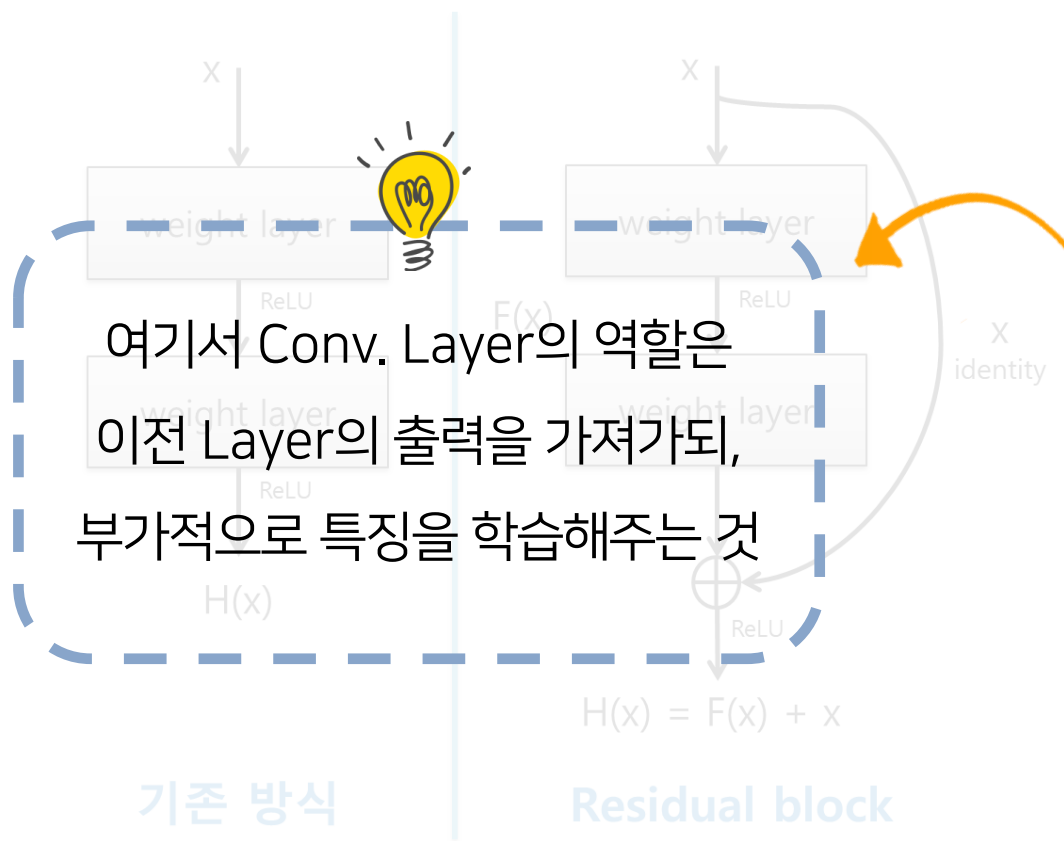 x
weight layer
ReLU
weight layer
ReLU
H(x)
기존 방식
x
weight layer
F(x)
ReLU
weight layer
x
identity
ReLU
H(x) = F(x) + x
Residual block
여기서 Conv. Layer의 역할은
이전 Layer의 출력을 가져가되,
부가적으로 특징을 학습해주는 것